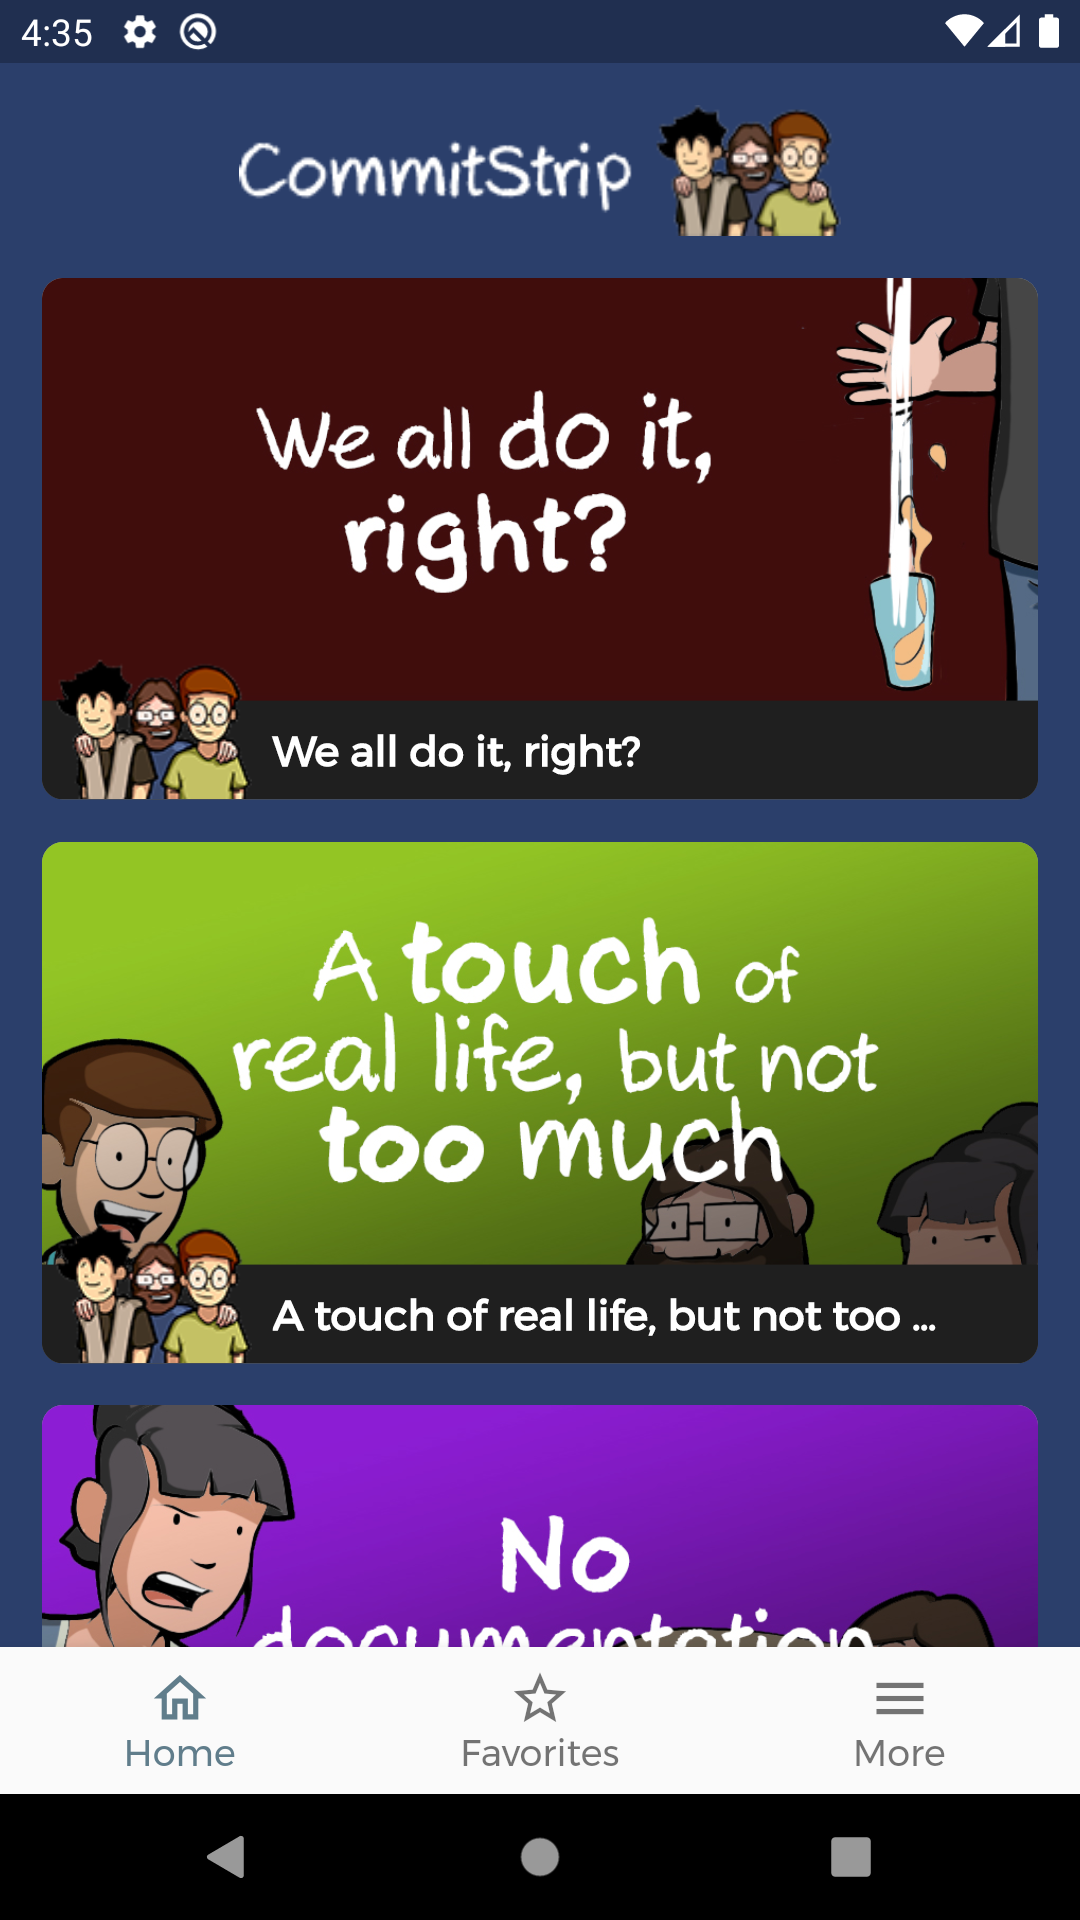 4:35
CommitStrip
We all do it,
right?
We all do it, right?
A touch of
real life, but not
too much
A touch of real life, but not too ...
No
documentation
Home
Favorites
More